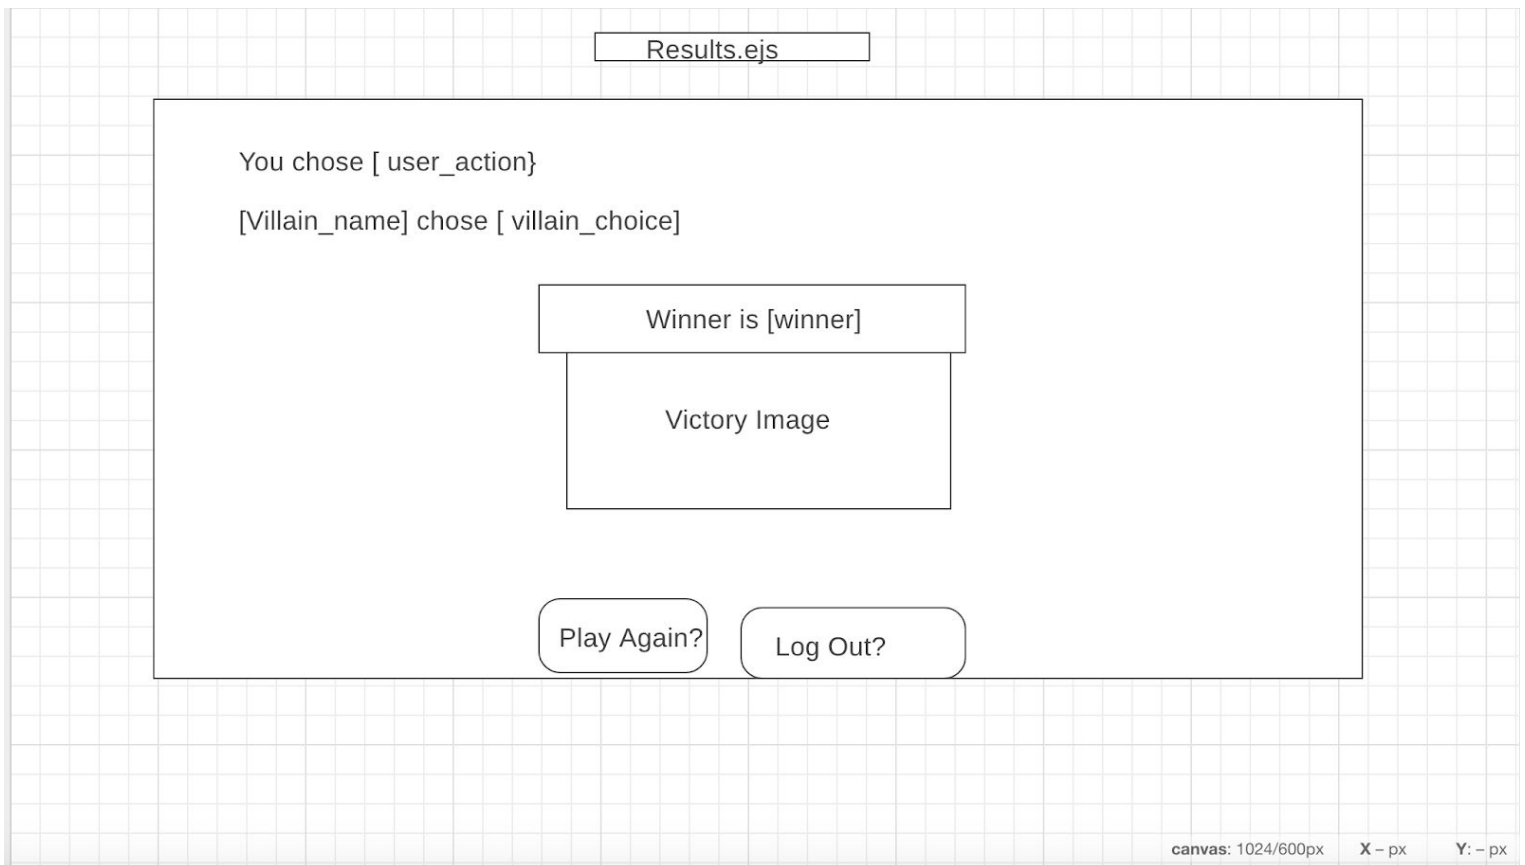 Results.ejs
You chose [ user_action}
[Villain_name] chose [ villain_choice]
Winner is [winner]
Victory Image
Play Again?
Log Out?
canvas: 1024/600px X – px Y: – px